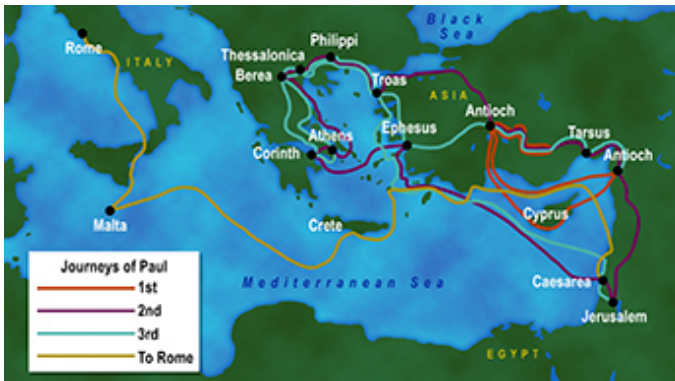 Black
Sea
Rome
ITALY
Philippi
Thessalonica
Berea
Troas
ASIA
Antioch
Tarsus
Antioch
Ephesus
Athens
Corinth
Malta
Crete
Cyprus
Mediterranean Sea
Caesarea
Jerusalem
EGYPT
Journeys of Paul
1st
2nd
3rd
To Rome